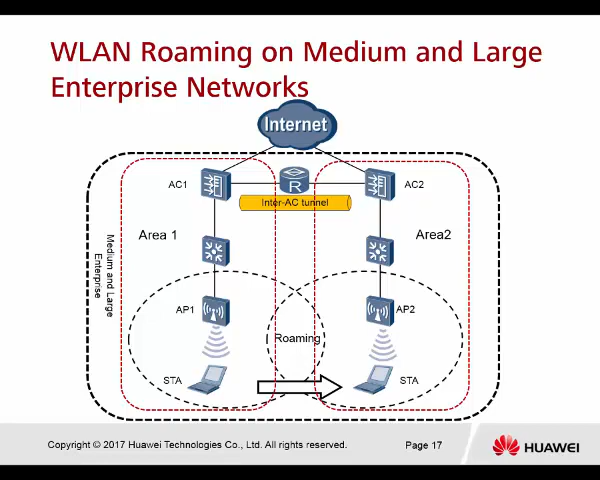 WLAN Roaming on Medium and Large
Enterprise Networks
Internet
AC1
R
AC2
Inter-AC tunnel
Area 1
Area2
Medium and Large
Enterprise
AP1
AP2
Roaming
STA
STA
Copyright © 2017 Huawei Technologies Co., Ltd. All rights reserved.
Page 17
HUAWEI